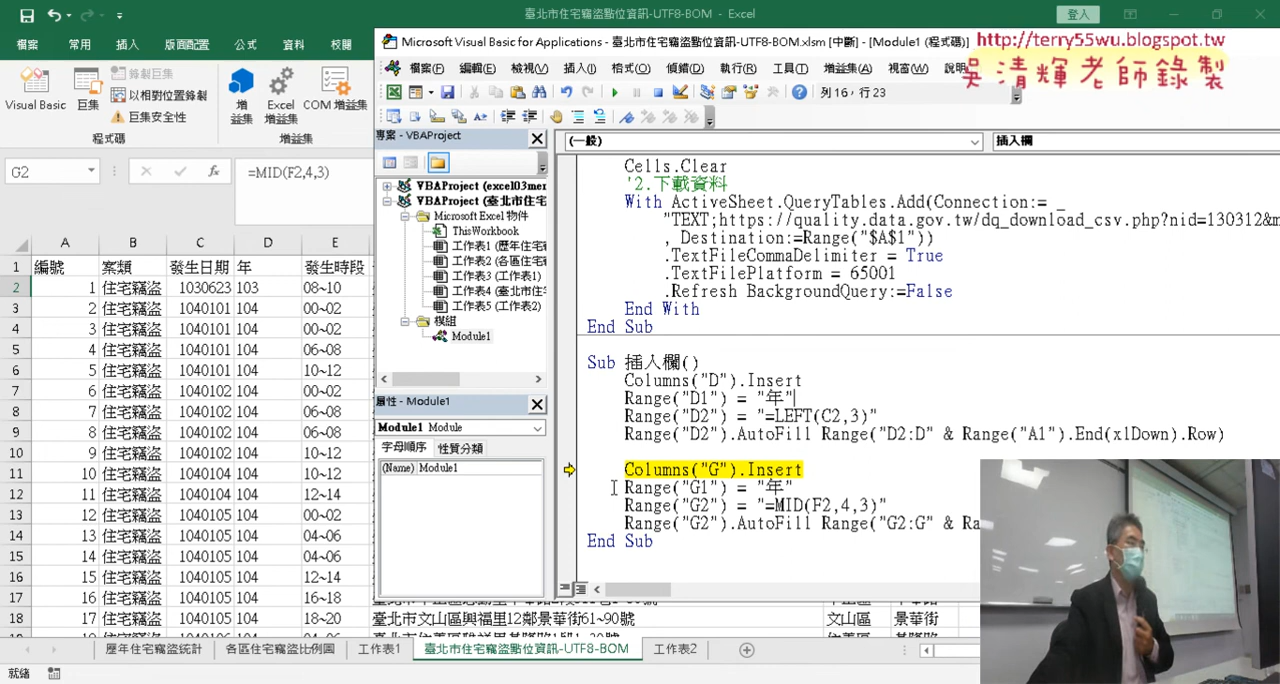 臺北市住宅竊盜點位資訊-UTF8-BOM - Excel
登入
檔案 常用 插入 版面配置 公式 資料 校閱
Microsoft Visual Basic for Applications - 臺北市住宅竊盜點位資訊-UTF8-BOM.xlsm [中斷] - [Module1 (程式碼)]
http://terry55wu.blogspot.tw
吳清輝老師錄製
檔案(F) 編輯(E) 檢視(V) 插入(I) 格式(O) 偵錯(D) 執行(R) 工具(T) 增益集(A) 視窗(W) 說明
列 16，行 23
Visual Basic 巨集
錄製巨集
以相對位置錄製
巨集安全性
程式碼
增益集
Excel 增益集
COM 增益集
增益集
專案 - VBAProject
(一般) 插入欄
G2 =MID(F2,4,3)
VBAProject (excel03mer
VBAProject (臺北市住宅
Microsoft Excel 物件
ThisWorkbook
工作表1 (歷年住宅
工作表2 (各區住宅
工作表3 (工作表1)
工作表4 (臺北市住
工作表5 (工作表2)
模組
Module1
屬性 - Module1
Module1 Module
字母順序 性質分類
(Name) Module1
Cells.Clear
'2.下載資料
With ActiveSheet.QueryTables.Add(Connection:= _
"TEXT;https://quality.data.gov.tw/dq_download_csv.php?nid=130312&m
, Destination:=Range("$A$1"))
.TextFileCommaDelimiter = True
.TextFilePlatform = 65001
.Refresh BackgroundQuery:=False
End With
End Sub
Sub 插入欄()
Columns("D").Insert
Range("D1") = "年"
Range("D2") = "=LEFT(C2,3)"
Range("D2").AutoFill Range("D2:D" & Range("A1").End(xlDown).Row)
Columns("G").Insert
Range("G1") = "年"
Range("G2") = "=MID(F2,4,3)"
Range("G2").AutoFill Range("G2:G" & Ra
End Sub
A B C D E
1 編號 案類 發生日期 年 發生時段
2 1 住宅竊盜 1030623 103 08~10
3 2 住宅竊盜 1040101 104 00~02
4 3 住宅竊盜 1040101 104 00~02
5 4 住宅竊盜 1040101 104 06~08
6 5 住宅竊盜 1040101 104 10~12
7 6 住宅竊盜 1040102 104 00~02
8 7 住宅竊盜 1040102 104 06~08
9 8 住宅竊盜 1040102 104 06~08
10 9 住宅竊盜 1040102 104 10~12
11 10 住宅竊盜 1040104 104 10~12
12 11 住宅竊盜 1040104 104 12~14
13 12 住宅竊盜 1040105 104 00~02
14 13 住宅竊盜 1040105 104 04~06
15 14 住宅竊盜 1040105 104 04~06
16 15 住宅竊盜 1040105 104 12~14
17 16 住宅竊盜 1040105 104 16~18
18 17 住宅竊盜 1040105 104 18~20 臺北市文山區興福里12鄰景華街61~90號 文山區 景華街
歷年住宅竊盜統計 各區住宅竊盜比例圖 工作表1 臺北市住宅竊盜點位資訊-UTF8-BOM 工作表2
就緒